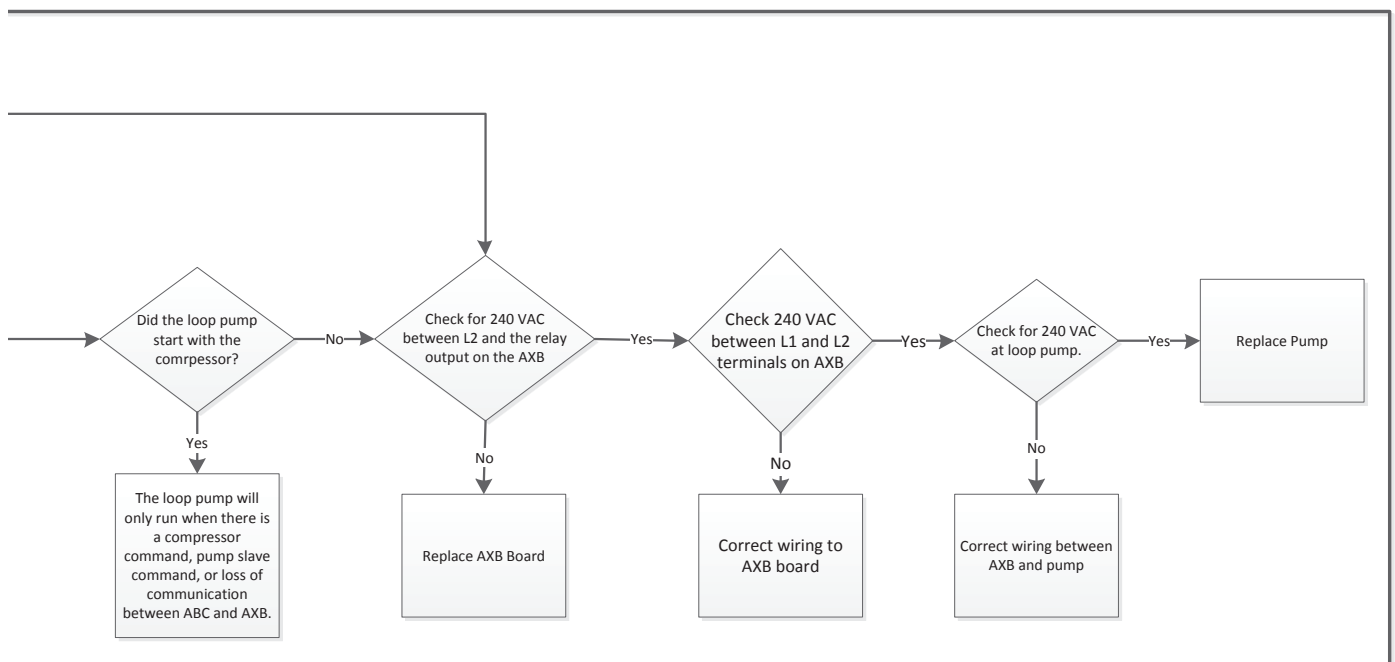 Did the loop pump
start with the
comrpessor?
No
Check for 240 VAC
between L2 and the relay
output on the AXB
Yes
Check 240 VAC
between L1 and L2
terminals on AXB
Yes
Check for 240 VAC
at loop pump.
Yes
Replace Pump
Yes
No
No
No
The loop pump will
only run when there is
a compressor
command, pump slave
command, or loss of
communication
between ABC and AXB.
Replace AXB Board
Correct wiring to
AXB board
Correct wiring between
AXB and pump